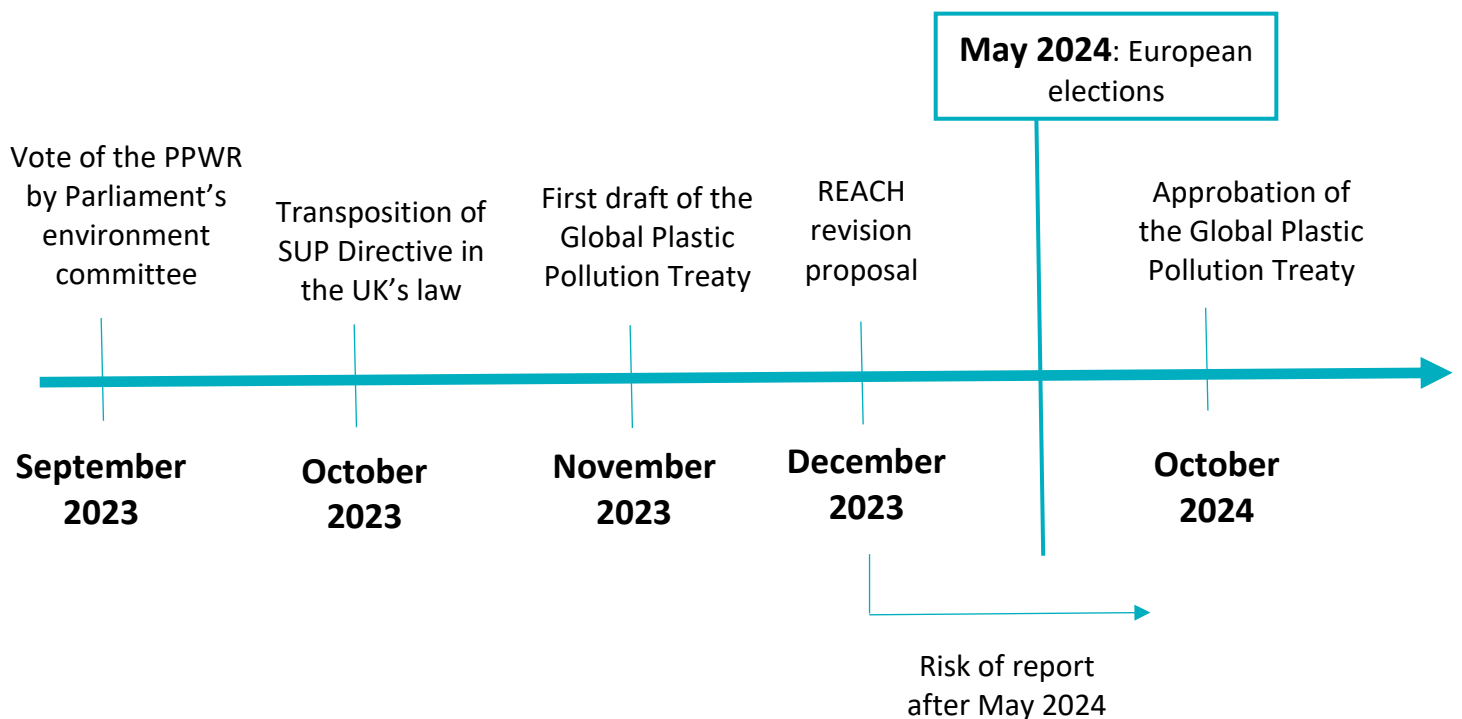 May 2024: European
elections
Vote of the PPWR
by Parliament’s
environment
committee
Transposition of
SUP Directive in
the UK’s law
First draft of the
Global Plastic
Pollution Treaty
REACH
revision
proposal
Approbation of
the Global Plastic
Pollution Treaty
September
2023
October
2023
November
2023
December
2023
October
2024
Risk of report
after May 2024